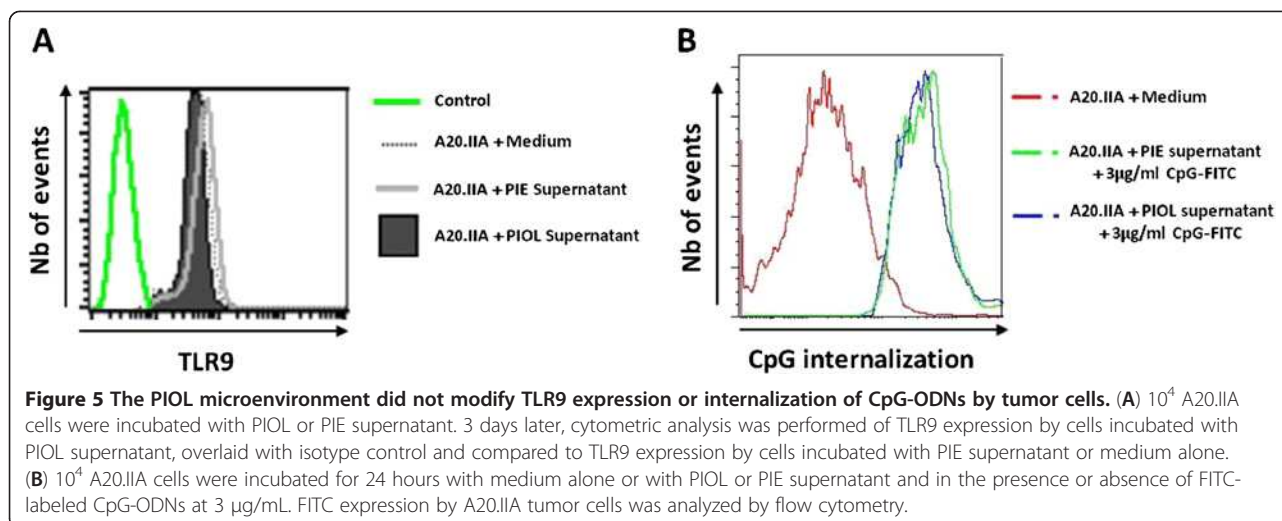 A
Nb of events
TLR9
Control
A20.IIA + Medium
A20.IIA + PIE Supernatant
A20.IIA + PIOL Supernatant
B
Nb of events
CpG internalization
A20.IIA + Medium
A20.IIA + PIE supernatant
+ 3µg/ml CpG-FITC
A20.IIA + PIOL supernatant
+ 3µg/ml CpG-FITC
Figure 5 The PIOL microenvironment did not modify TLR9 expression or internalization of CpG-ODNs by tumor cells. (A) 10⁴ A20.IIA
cells were incubated with PIOL or PIE supernatant. 3 days later, cytometric analysis was performed of TLR9 expression by cells incubated with
PIOL supernatant, overlaid with isotype control and compared to TLR9 expression by cells incubated with PIE supernatant or medium alone.
(B) 10⁴ A20.IIA cells were incubated for 24 hours with medium alone or with PIOL or PIE supernatant and in the presence or absence of FITC-
labeled CpG-ODNs at 3 µg/mL. FITC expression by A20.IIA tumor cells was analyzed by flow cytometry.